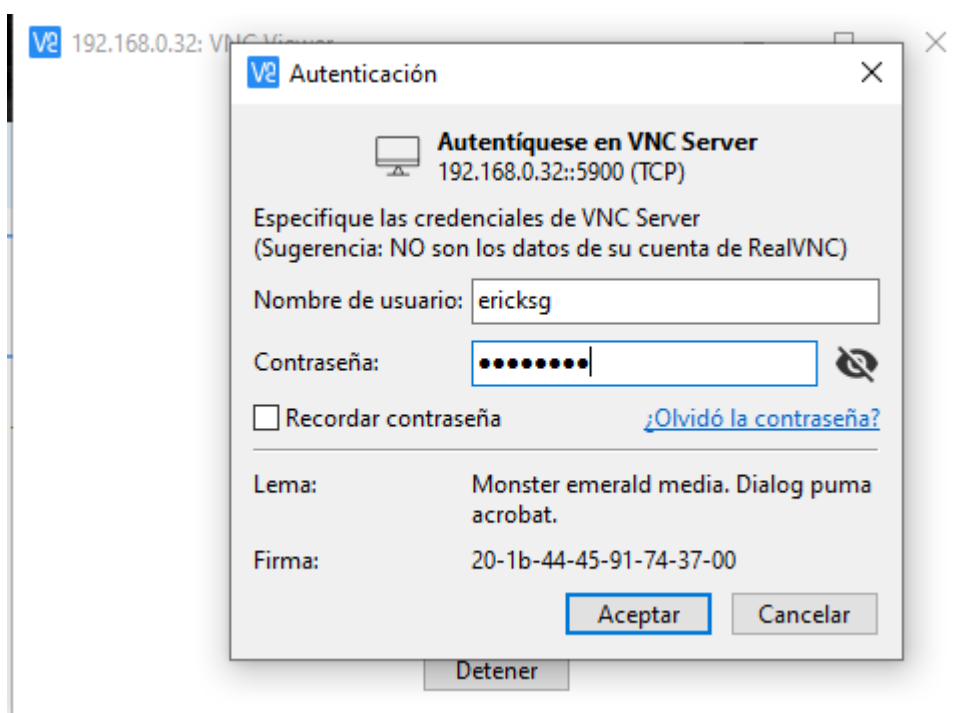 192.168.0.32: VNC Viewer
Autenticación
Autentíquese en VNC Server
192.168.0.32::5900 (TCP)
Especifique las credenciales de VNC Server
(Sugerencia: NO son los datos de su cuenta de RealVNC)
Nombre de usuario: ericksg
Contraseña: ••••••••
Recordar contraseña ¿Olvidó la contraseña?
Lema: Monster emerald media. Dialog puma
acrobat.
Firma: 20-1b-44-45-91-74-37-00
Aceptar Cancelar
Detener